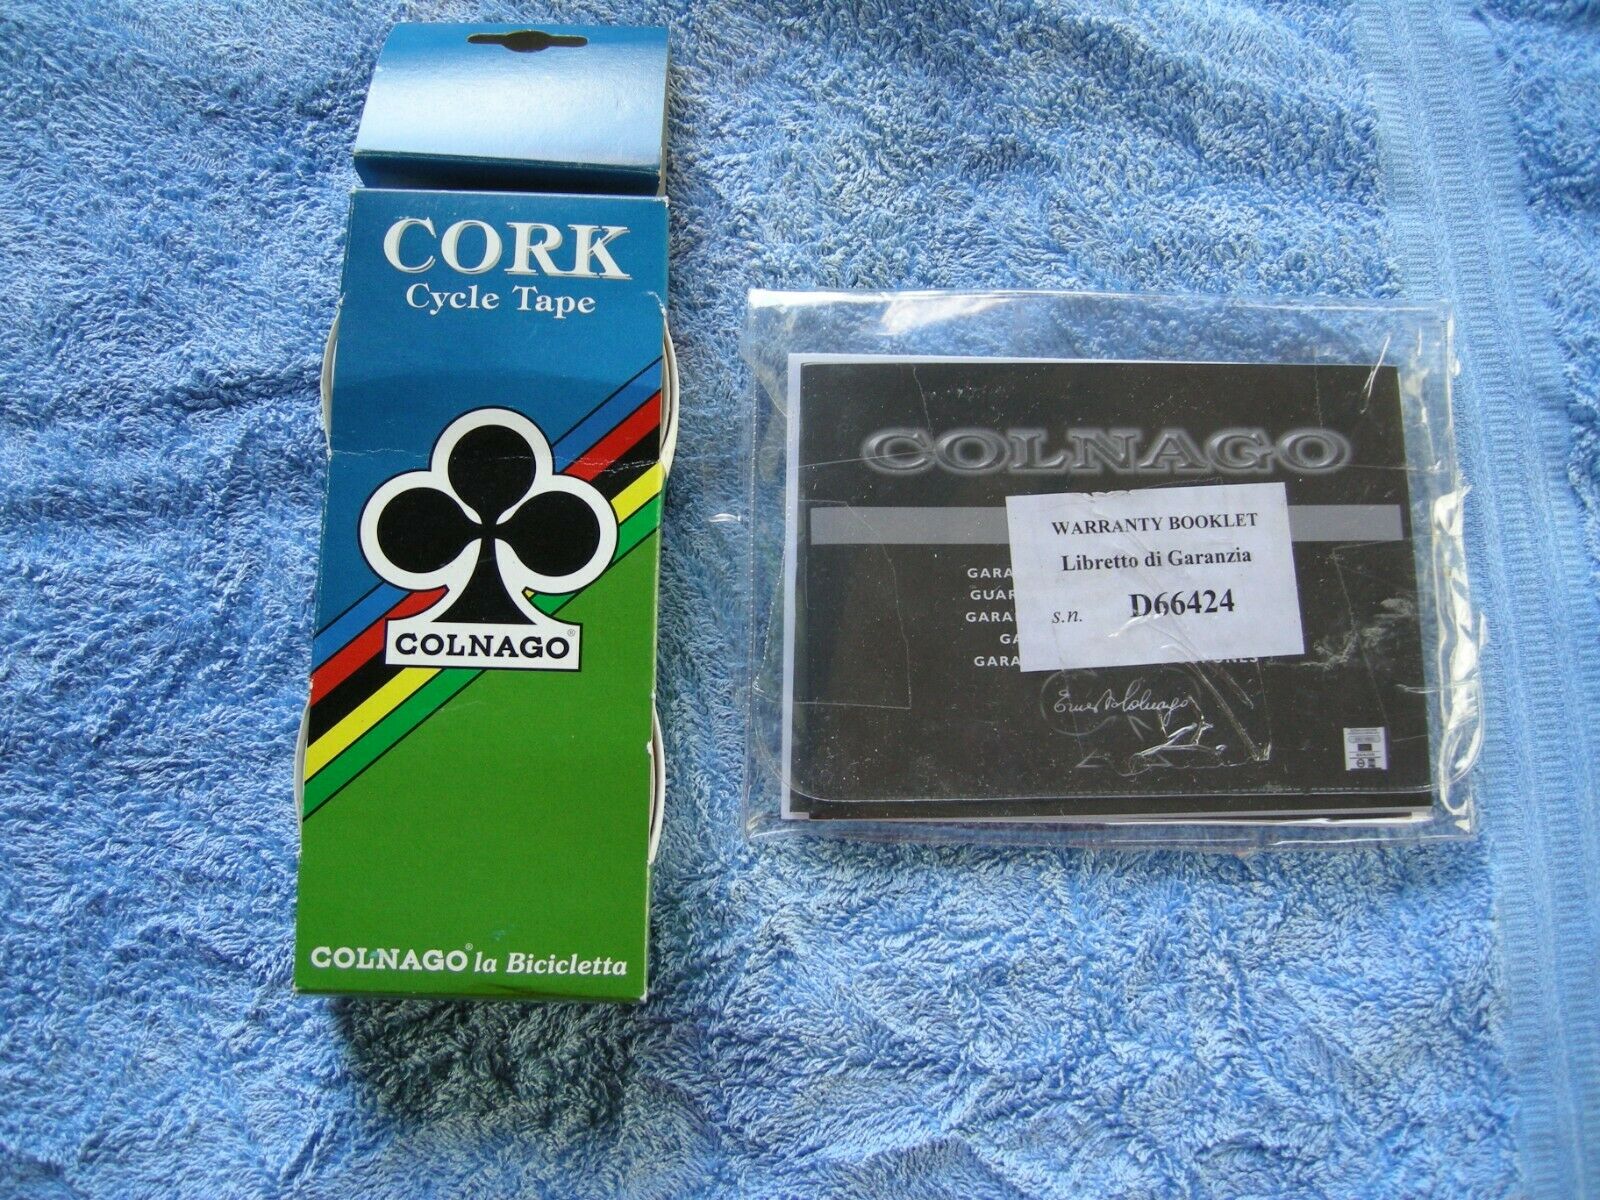 CORK
Cycle Tape
COLNAGO®
COLNAGO® la Bicicletta
COLNAGO
WARRANTY BOOKLET
Libretto di Garanzia
s.n. D66424